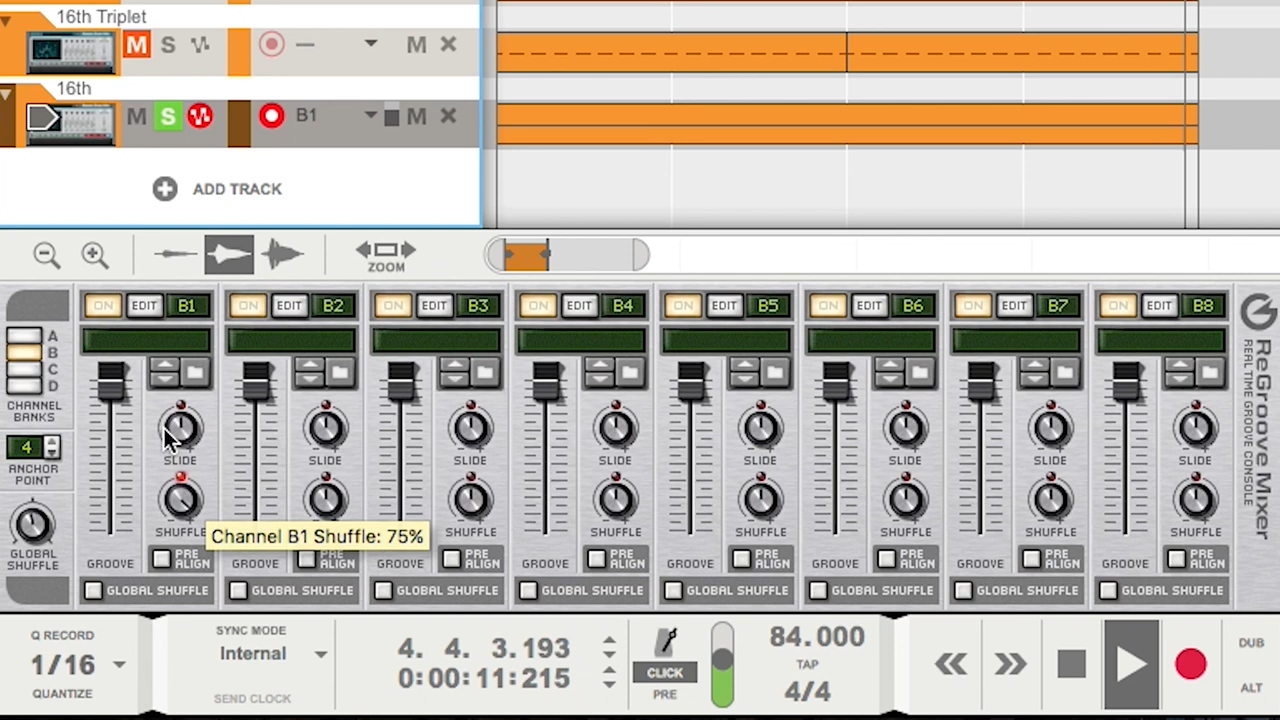 16th Triplet
M S — M ×
16th
M S B1 M ×
ADD TRACK
ZOOM
ON EDIT B1 ON EDIT B2 ON EDIT B3 ON EDIT B4 ON EDIT B5 ON EDIT B6 ON EDIT B7 ON EDIT B8
A
B
C
D
CHANNEL
BANKS
4
ANCHOR
POINT
GLOBAL
SHUFFLE
SLIDE SLIDE SLIDE SLIDE SLIDE SLIDE SLIDE SLIDE
SHUFFLE SHUFFLE SHUFFLE SHUFFLE SHUFFLE SHUFFLE SHUFFLE
Channel B1 Shuffle: 75%
GROOVE PRE ALIGN GROOVE PRE ALIGN GROOVE PRE ALIGN GROOVE PRE ALIGN GROOVE PRE ALIGN GROOVE PRE ALIGN GROOVE PRE ALIGN GROOVE PRE ALIGN
GLOBAL SHUFFLE GLOBAL SHUFFLE GLOBAL SHUFFLE GLOBAL SHUFFLE GLOBAL SHUFFLE GLOBAL SHUFFLE GLOBAL SHUFFLE GLOBAL SHUFFLE
ReGroove Mixer
REAL TIME GROOVE CONSOLE
Q RECORD
1/16
QUANTIZE
SYNC MODE
Internal
SEND CLOCK
4. 4. 3.193
0:00:11:215
CLICK
PRE
84.000
TAP
4/4
DUB
ALT